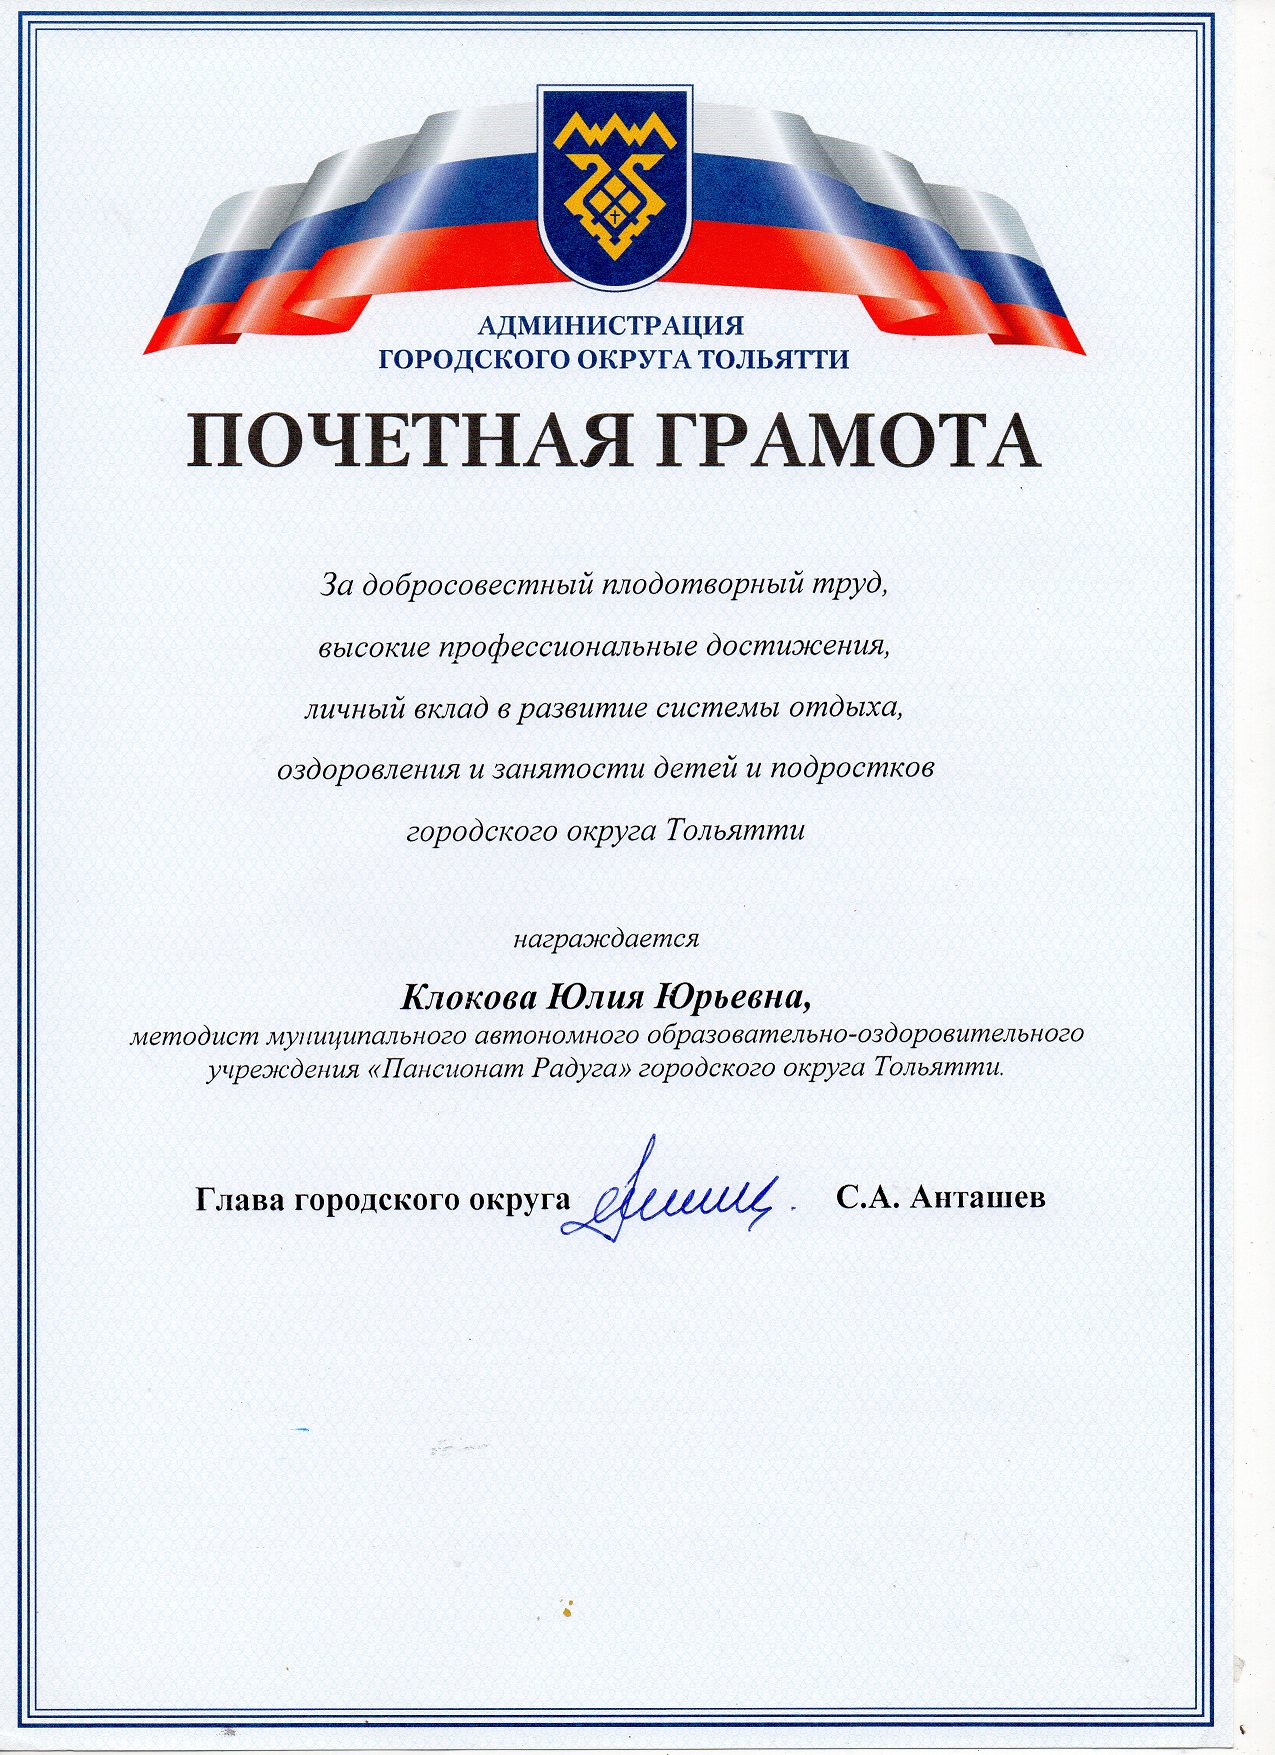 АДМИНИСТРАЦИЯ
ГОРОДСКОГО ОКРУГА ТОЛЬЯТТИ
ПОЧЕТНАЯ ГРАМОТА
За добросовестный плодотворный труд,
высокие профессиональные достижения,
личный вклад в развитие системы отдыха,
оздоровления и занятости детей и подростков
городского округа Тольятти
награждается
Клокова Юлия Юрьевна,
методист муниципального автономного образовательно-оздоровительного
учреждения «Пансионат Радуга» городского округа Тольятти.
Глава городского округа С.А. Анташев